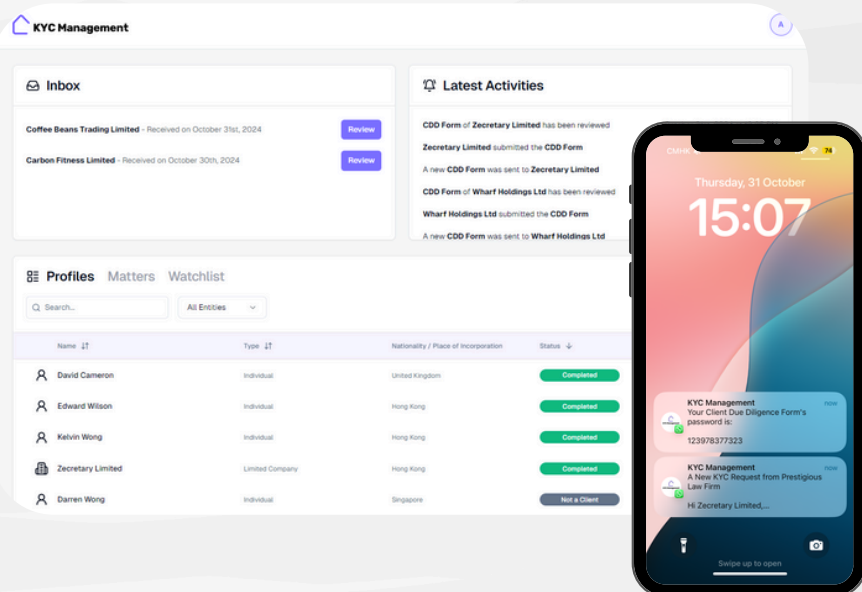 KYC Management
A
Inbox
Coffee Beans Trading Limited - Received on October 31st, 2024
Review
Carbon Fitness Limited - Received on October 30th, 2024
Review
Latest Activities
CDD Form of Zecretary Limited has been reviewed
Zecretary Limited submitted the CDD Form
A new CDD Form was sent to Zecretary Limited
CDD Form of Wharf Holdings Ltd has been reviewed
Wharf Holdings Ltd submitted the CDD Form
A new CDD Form was sent to Wharf Holdings Ltd
Profiles Matters Watchlist
Search...
All Entities
Name Type Nationality / Place of Incorporation Status
David Cameron Individual United Kingdom Completed
Edward Wilson Individual Hong Kong Completed
Kelvin Wong Individual Hong Kong Completed
Zecretary Limited Limited Company Hong Kong Completed
Darren Wong Individual Singapore Not a Client
CMHK
74
Thursday, 31 October
15:07
KYC Management now
Your Client Due Diligence Form's
password is:
123978377323
KYC Management now
A New KYC Request from Prestigious
Law Firm
Hi Zecretary Limited,...
Swipe up to open